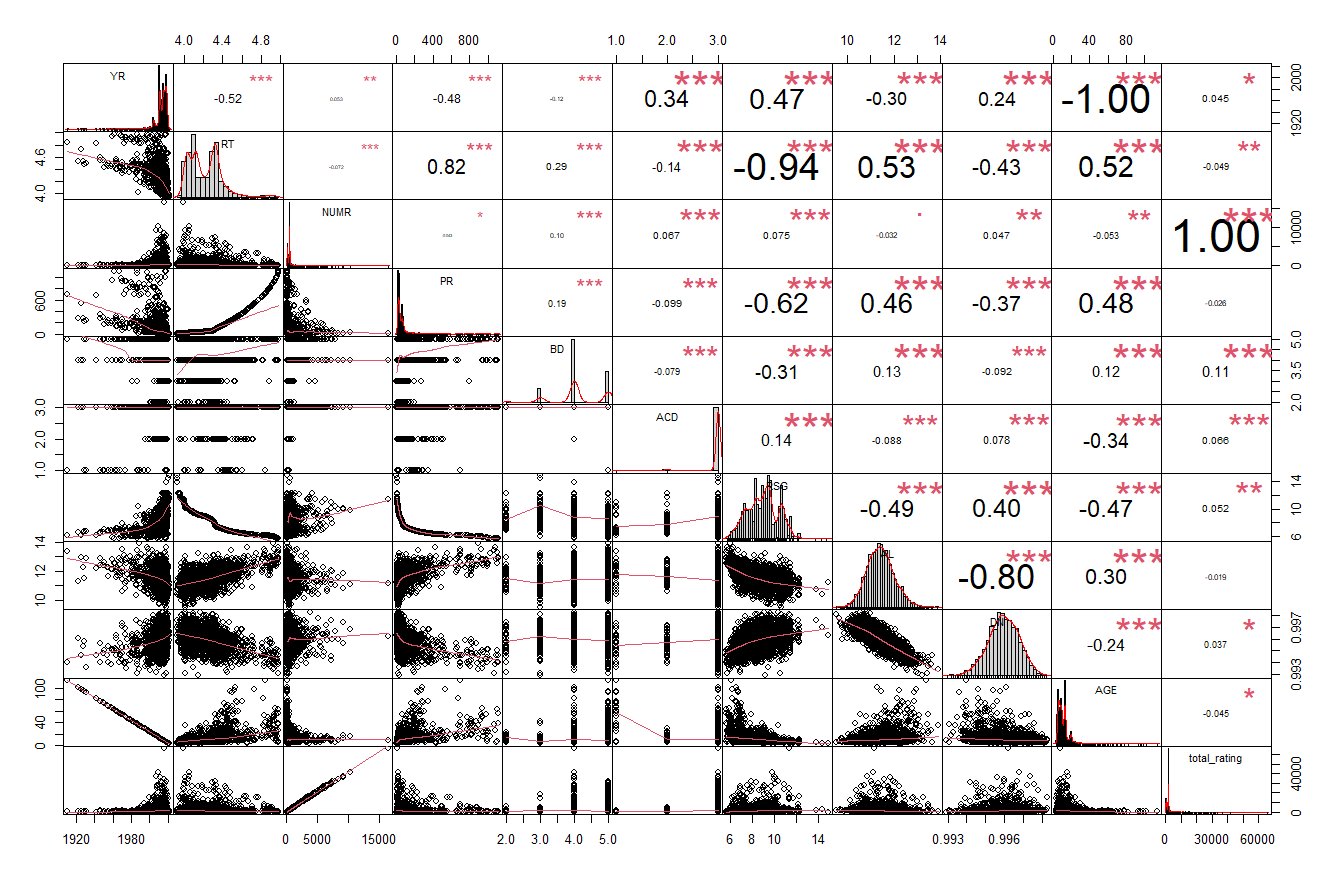 4.0 4.4 4.8 0 400 800 1.0 2.0 3.0 10 12 14 0 40 80
YR *** -0.52 ** 0.053 *** -0.48 *** -0.12 *** 0.34 *** 0.47 *** -0.30 *** 0.24 *** -1.00 * 0.045 920 2000
4.0 4.6 RT *** -0.072 *** 0.82 *** 0.29 *** -0.14 *** -0.94 *** 0.53 *** -0.43 *** 0.52 ** -0.049
NUMR * *** 0.10 *** 0.067 *** 0.075 . -0.032 ** 0.047 ** -0.053 *** 1.00 0 10000
0 600 PR *** 0.19 *** -0.099 *** -0.62 *** 0.46 *** -0.37 *** 0.48 -0.026
BD *** -0.079 *** -0.31 *** 0.13 *** -0.092 *** 0.12 *** 0.11 2.0 3.5 5.0
1.0 2.0 3.0 ACD *** 0.14 *** -0.088 *** 0.078 *** -0.34 *** 0.066
*** -0.49 *** 0.40 *** -0.47 ** 0.052 6 10 14
10 12 14 *** -0.80 *** 0.30 -0.019
*** -0.24 * 0.037 0.993 0.997
0 40 100 AGE * -0.045
total_rating 0 40000
1920 1980 0 5000 15000 2.0 3.0 4.0 5.0 6 8 10 12 14 0.993 0.996 0 30000 60000